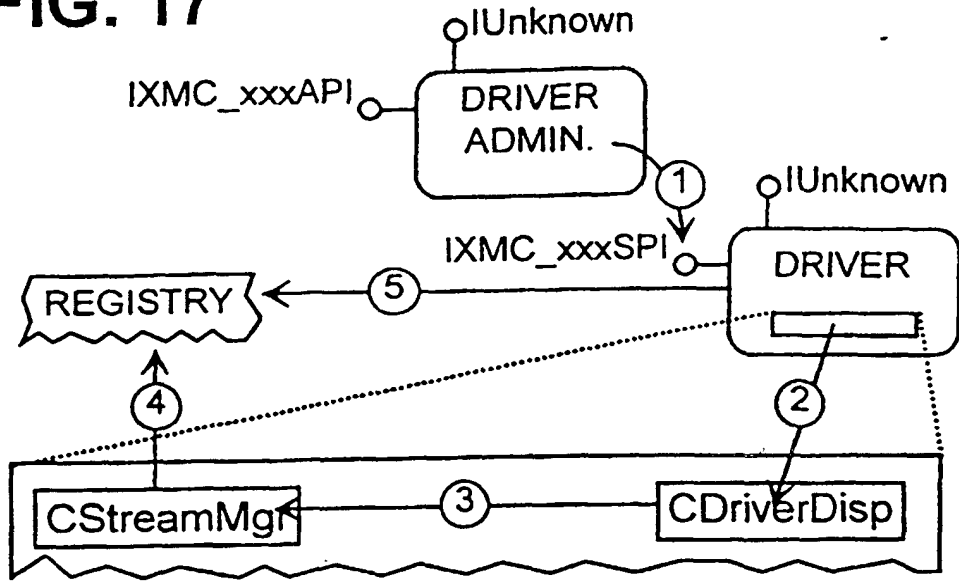 FIG. 17
IUnknown
IXMC_xxxAPI
DRIVER
ADMIN.
1
IUnknown
IXMC_xxxSPI
DRIVER
REGISTRY
5
4
2
CStreamMgr
3
CDriverDisp